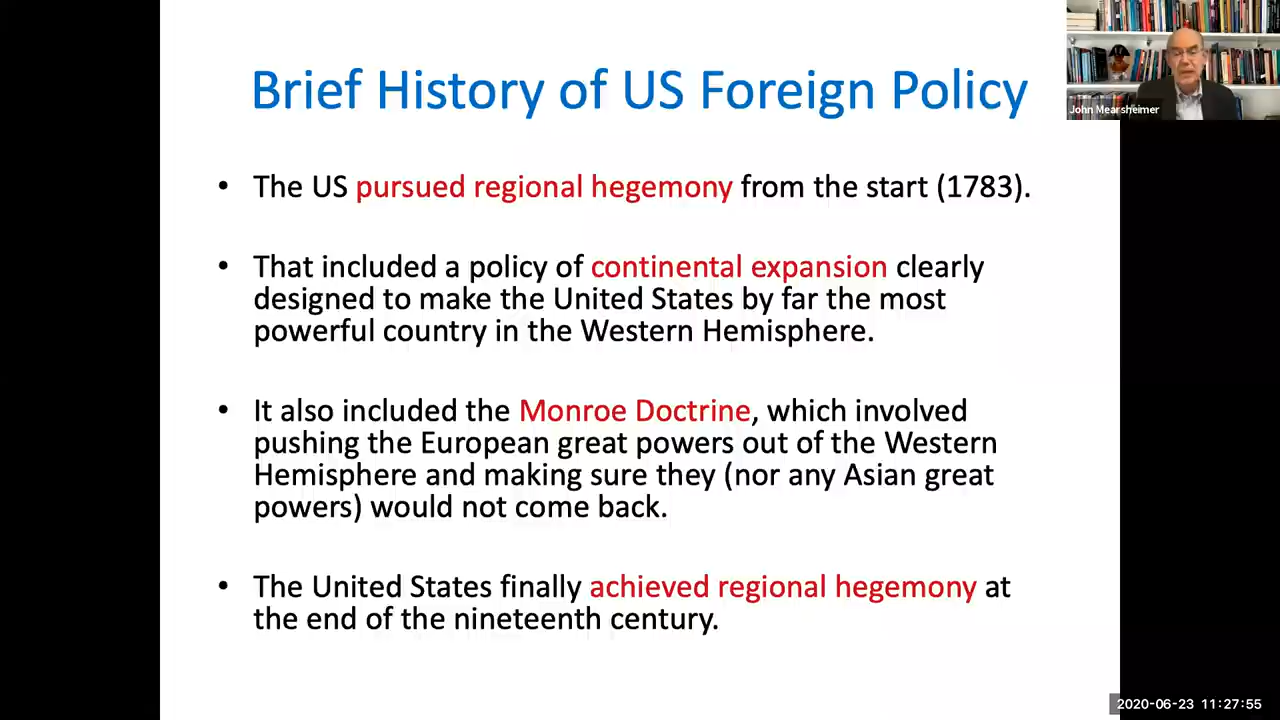 Brief History of US Foreign Policy
John Mearsheimer
• The US pursued regional hegemony from the start (1783).
• That included a policy of continental expansion clearly
designed to make the United States by far the most
powerful country in the Western Hemisphere.
• It also included the Monroe Doctrine, which involved
pushing the European great powers out of the Western
Hemisphere and making sure they (nor any Asian great
powers) would not come back.
• The United States finally achieved regional hegemony at
the end of the nineteenth century.
2020-06-23 11:27:55